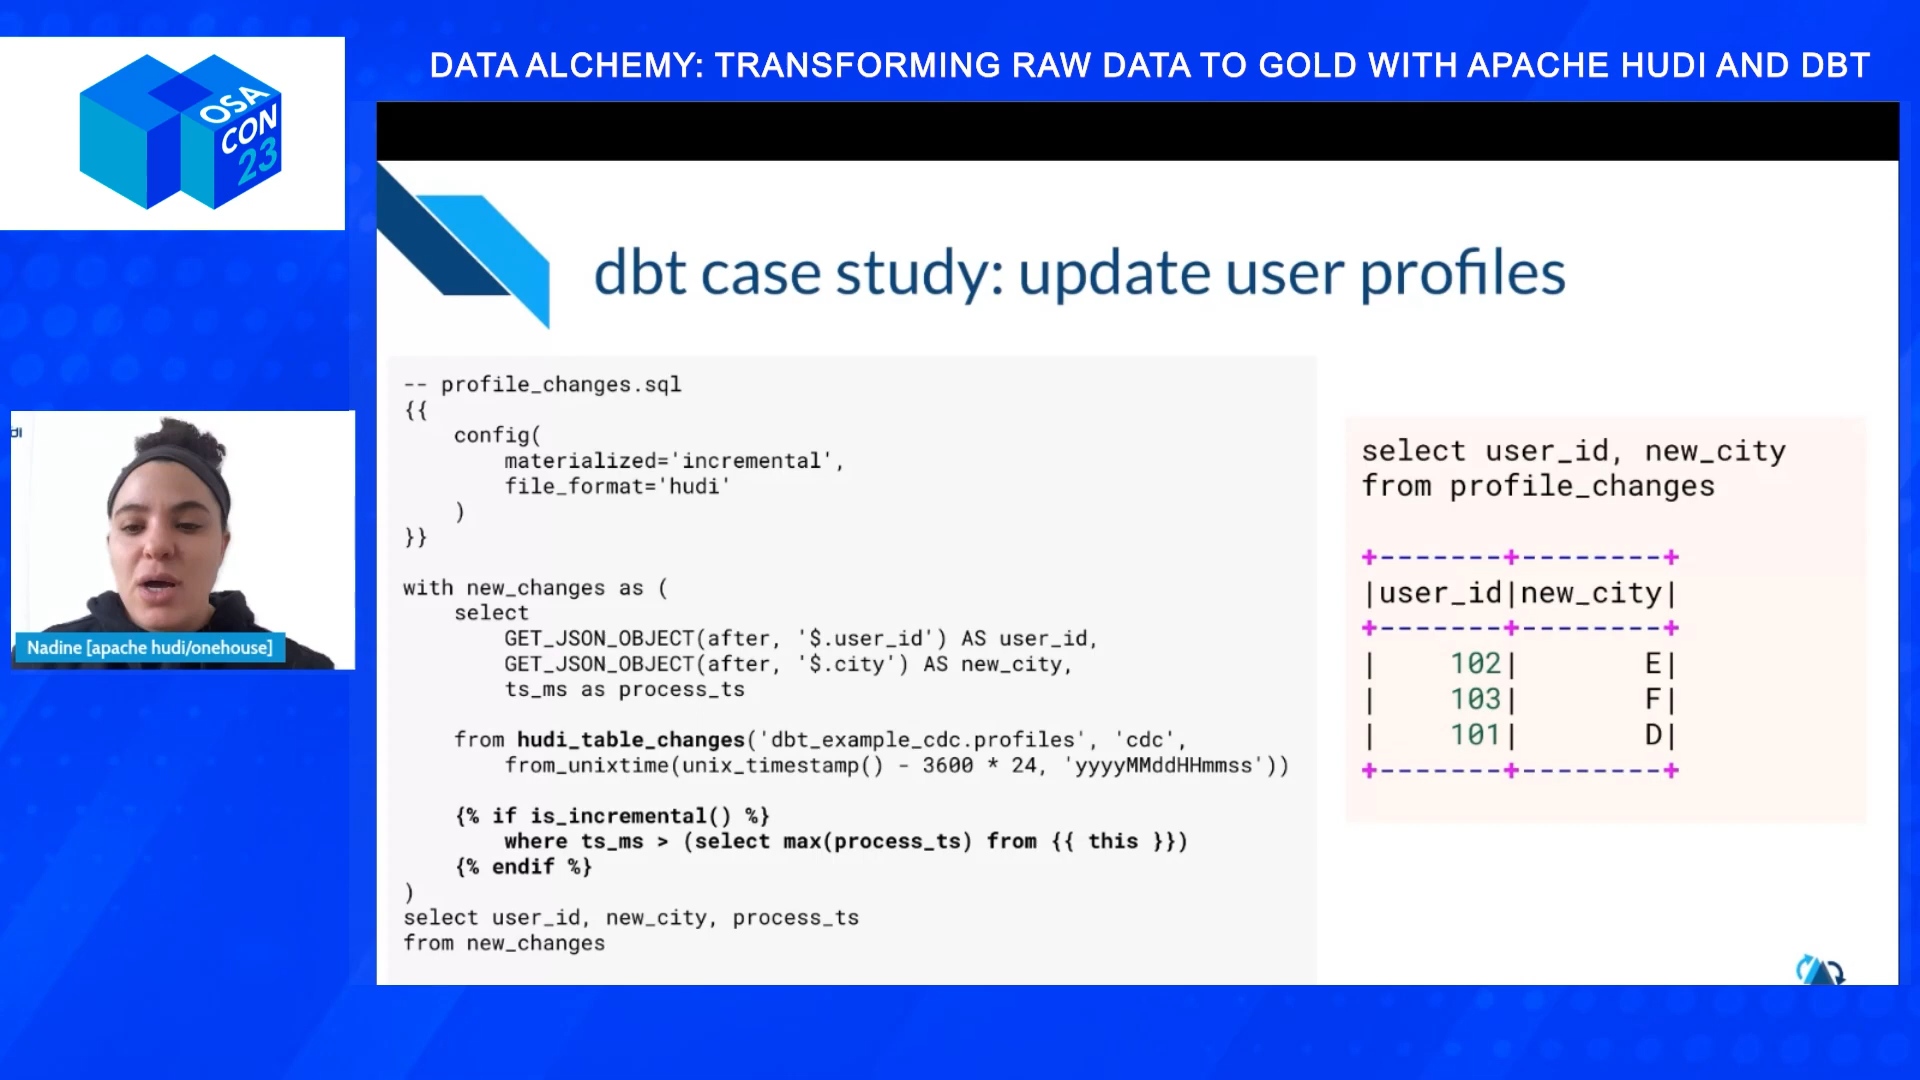 DATA ALCHEMY: TRANSFORMING RAW DATA TO GOLD WITH APACHE HUDI AND DBT
OSA
CON
23
dbt case study: update user profiles
-- profile_changes.sql
{{
config(
materialized='incremental',
file_format='hudi'
)
}}
with new_changes as (
select
GET_JSON_OBJECT(after, '$.user_id') AS user_id,
GET_JSON_OBJECT(after, '$.city') AS new_city,
ts_ms as process_ts
from hudi_table_changes('dbt_example_cdc.profiles', 'cdc',
from_unixtime(unix_timestamp() - 3600 * 24, 'yyyyMMddHHmmss'))
{% if is_incremental() %}
where ts_ms > (select max(process_ts) from {{ this }})
{% endif %}
)
select user_id, new_city, process_ts
from new_changes
select user_id, new_city
from profile_changes
+-------+--------+
|user_id|new_city|
+-------+--------+
| 102| E|
| 103| F|
| 101| D|
+-------+--------+
Nadine [apache hudi/onehouse]